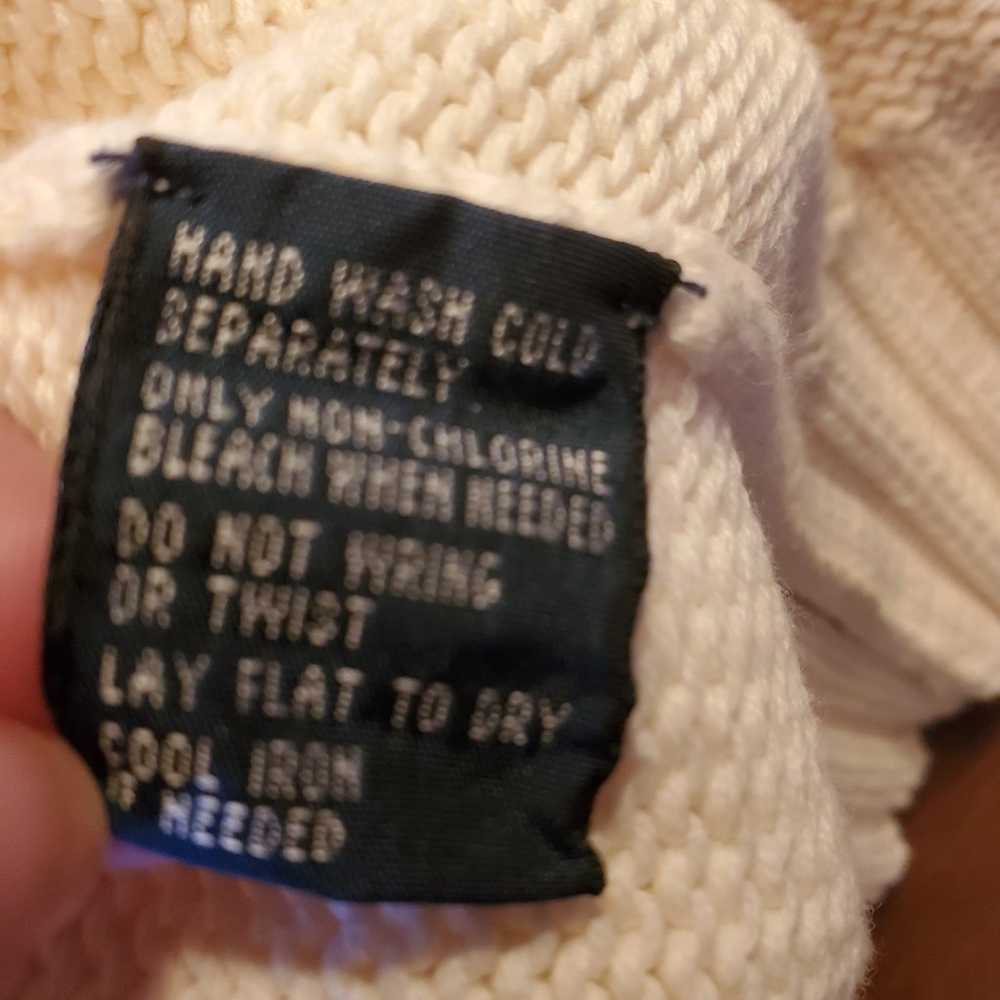 HAND WASH COLD
SEPARATELY
ONLY NON-CHLORINE
BLEACH WHEN NEEDED
DO NOT WRING
OR TWIST
LAY FLAT TO DRY
COOL IRON
IF NEEDED